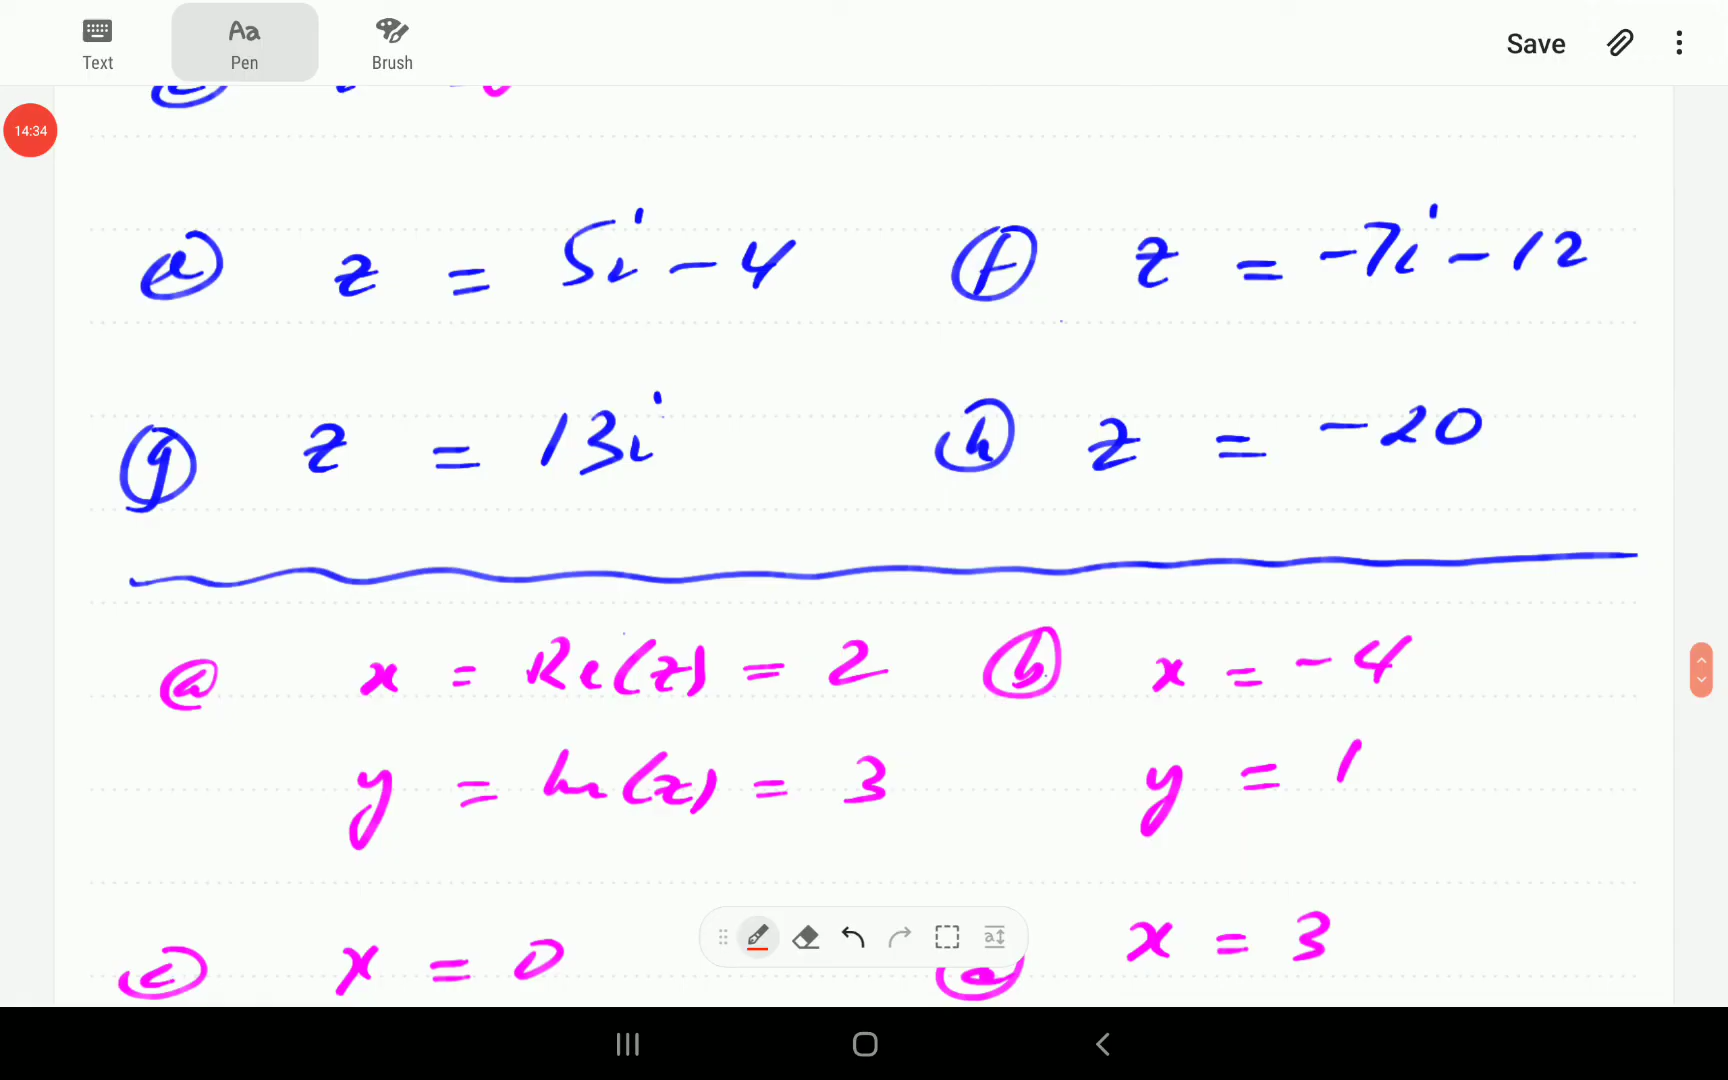 Text
Aa
Pen
Brush
Save
14:34
(e) z = 5i - 4 (f) z = -7i - 12
(g) z = 13i (h) z = -20
(a) x = Re(z) = 2 (b) x = -4
y = Im(z) = 3 y = 1
(c) x = 0 (d) x = 3